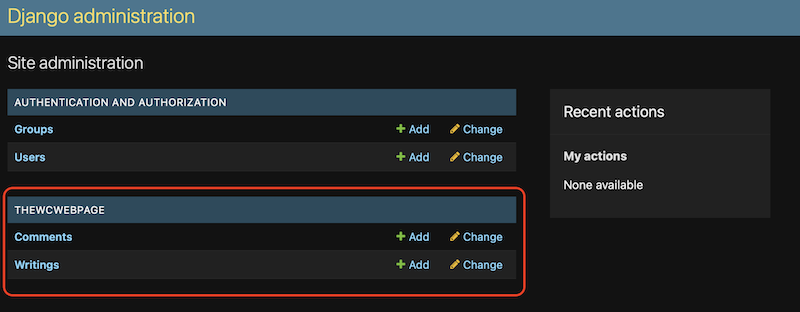 Django administration
Site administration
AUTHENTICATION AND AUTHORIZATION
Groups Add Change
Users Add Change
THEWCWEBPAGE
Comments Add Change
Writings Add Change
Recent actions
My actions
None available